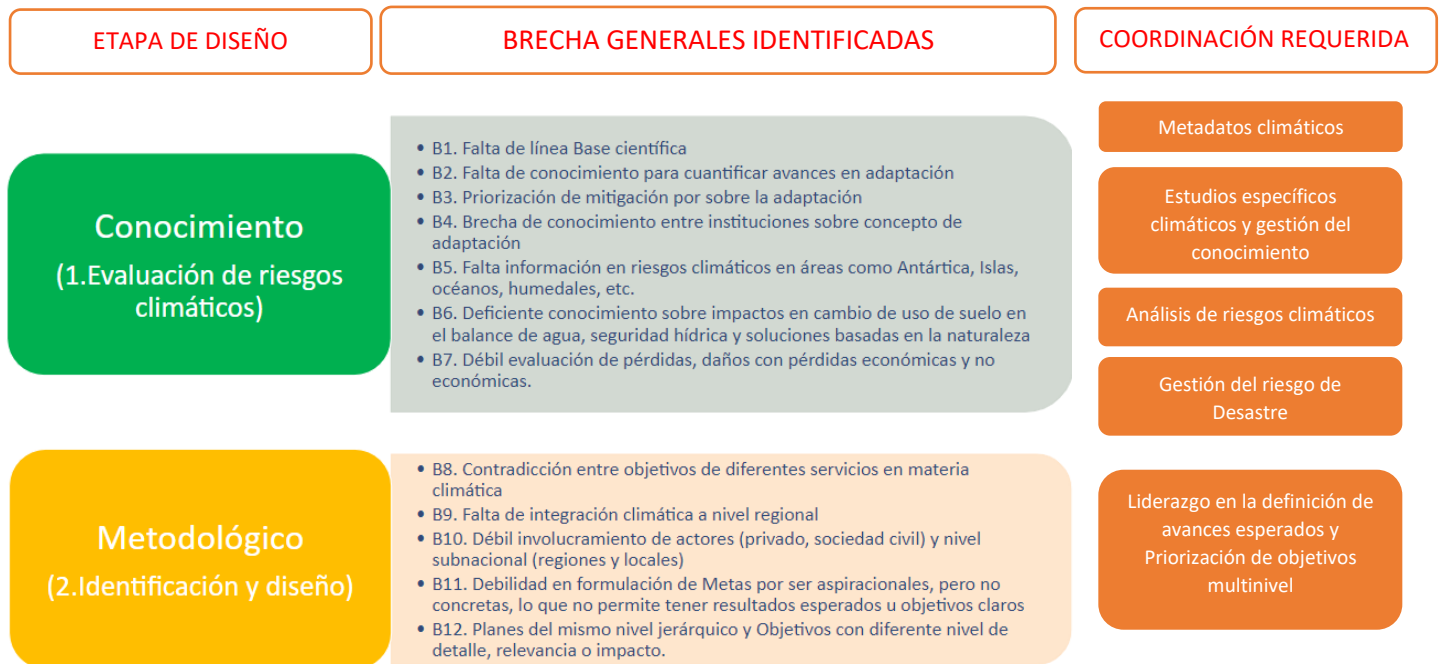 ETAPA DE DISEÑO
BRECHA GENERALES IDENTIFICADAS
COORDINACIÓN REQUERIDA
Conocimiento
(1.Evaluación de riesgos
climáticos)
• B1. Falta de línea Base científica
• B2. Falta de conocimiento para cuantificar avances en adaptación
• B3. Priorización de mitigación por sobre la adaptación
• B4. Brecha de conocimiento entre instituciones sobre concepto de
adaptación
• B5. Falta información en riesgos climáticos en áreas como Antártica, Islas,
océanos, humedales, etc.
• B6. Deficiente conocimiento sobre impactos en cambio de uso de suelo en
el balance de agua, seguridad hídrica y soluciones basadas en la naturaleza
• B7. Débil evaluación de pérdidas, daños con pérdidas económicas y no
económicas.
Metadatos climáticos
Estudios específicos
climáticos y gestión del
conocimiento
Análisis de riesgos climáticos
Gestión del riesgo de
Desastre
Metodológico
(2.Identificación y diseño)
• B8. Contradicción entre objetivos de diferentes servicios en materia
climática
• B9. Falta de integración climática a nivel regional
• B10. Débil involucramiento de actores (privado, sociedad civil) y nivel
subnacional (regiones y locales)
• B11. Debilidad en formulación de Metas por ser aspiracionales, pero no
concretas, lo que no permite tener resultados esperados u objetivos claros
• B12. Planes del mismo nivel jerárquico y Objetivos con diferente nivel de
detalle, relevancia o impacto.
Liderazgo en la definición de
avances esperados y
Priorización de objetivos
multinivel